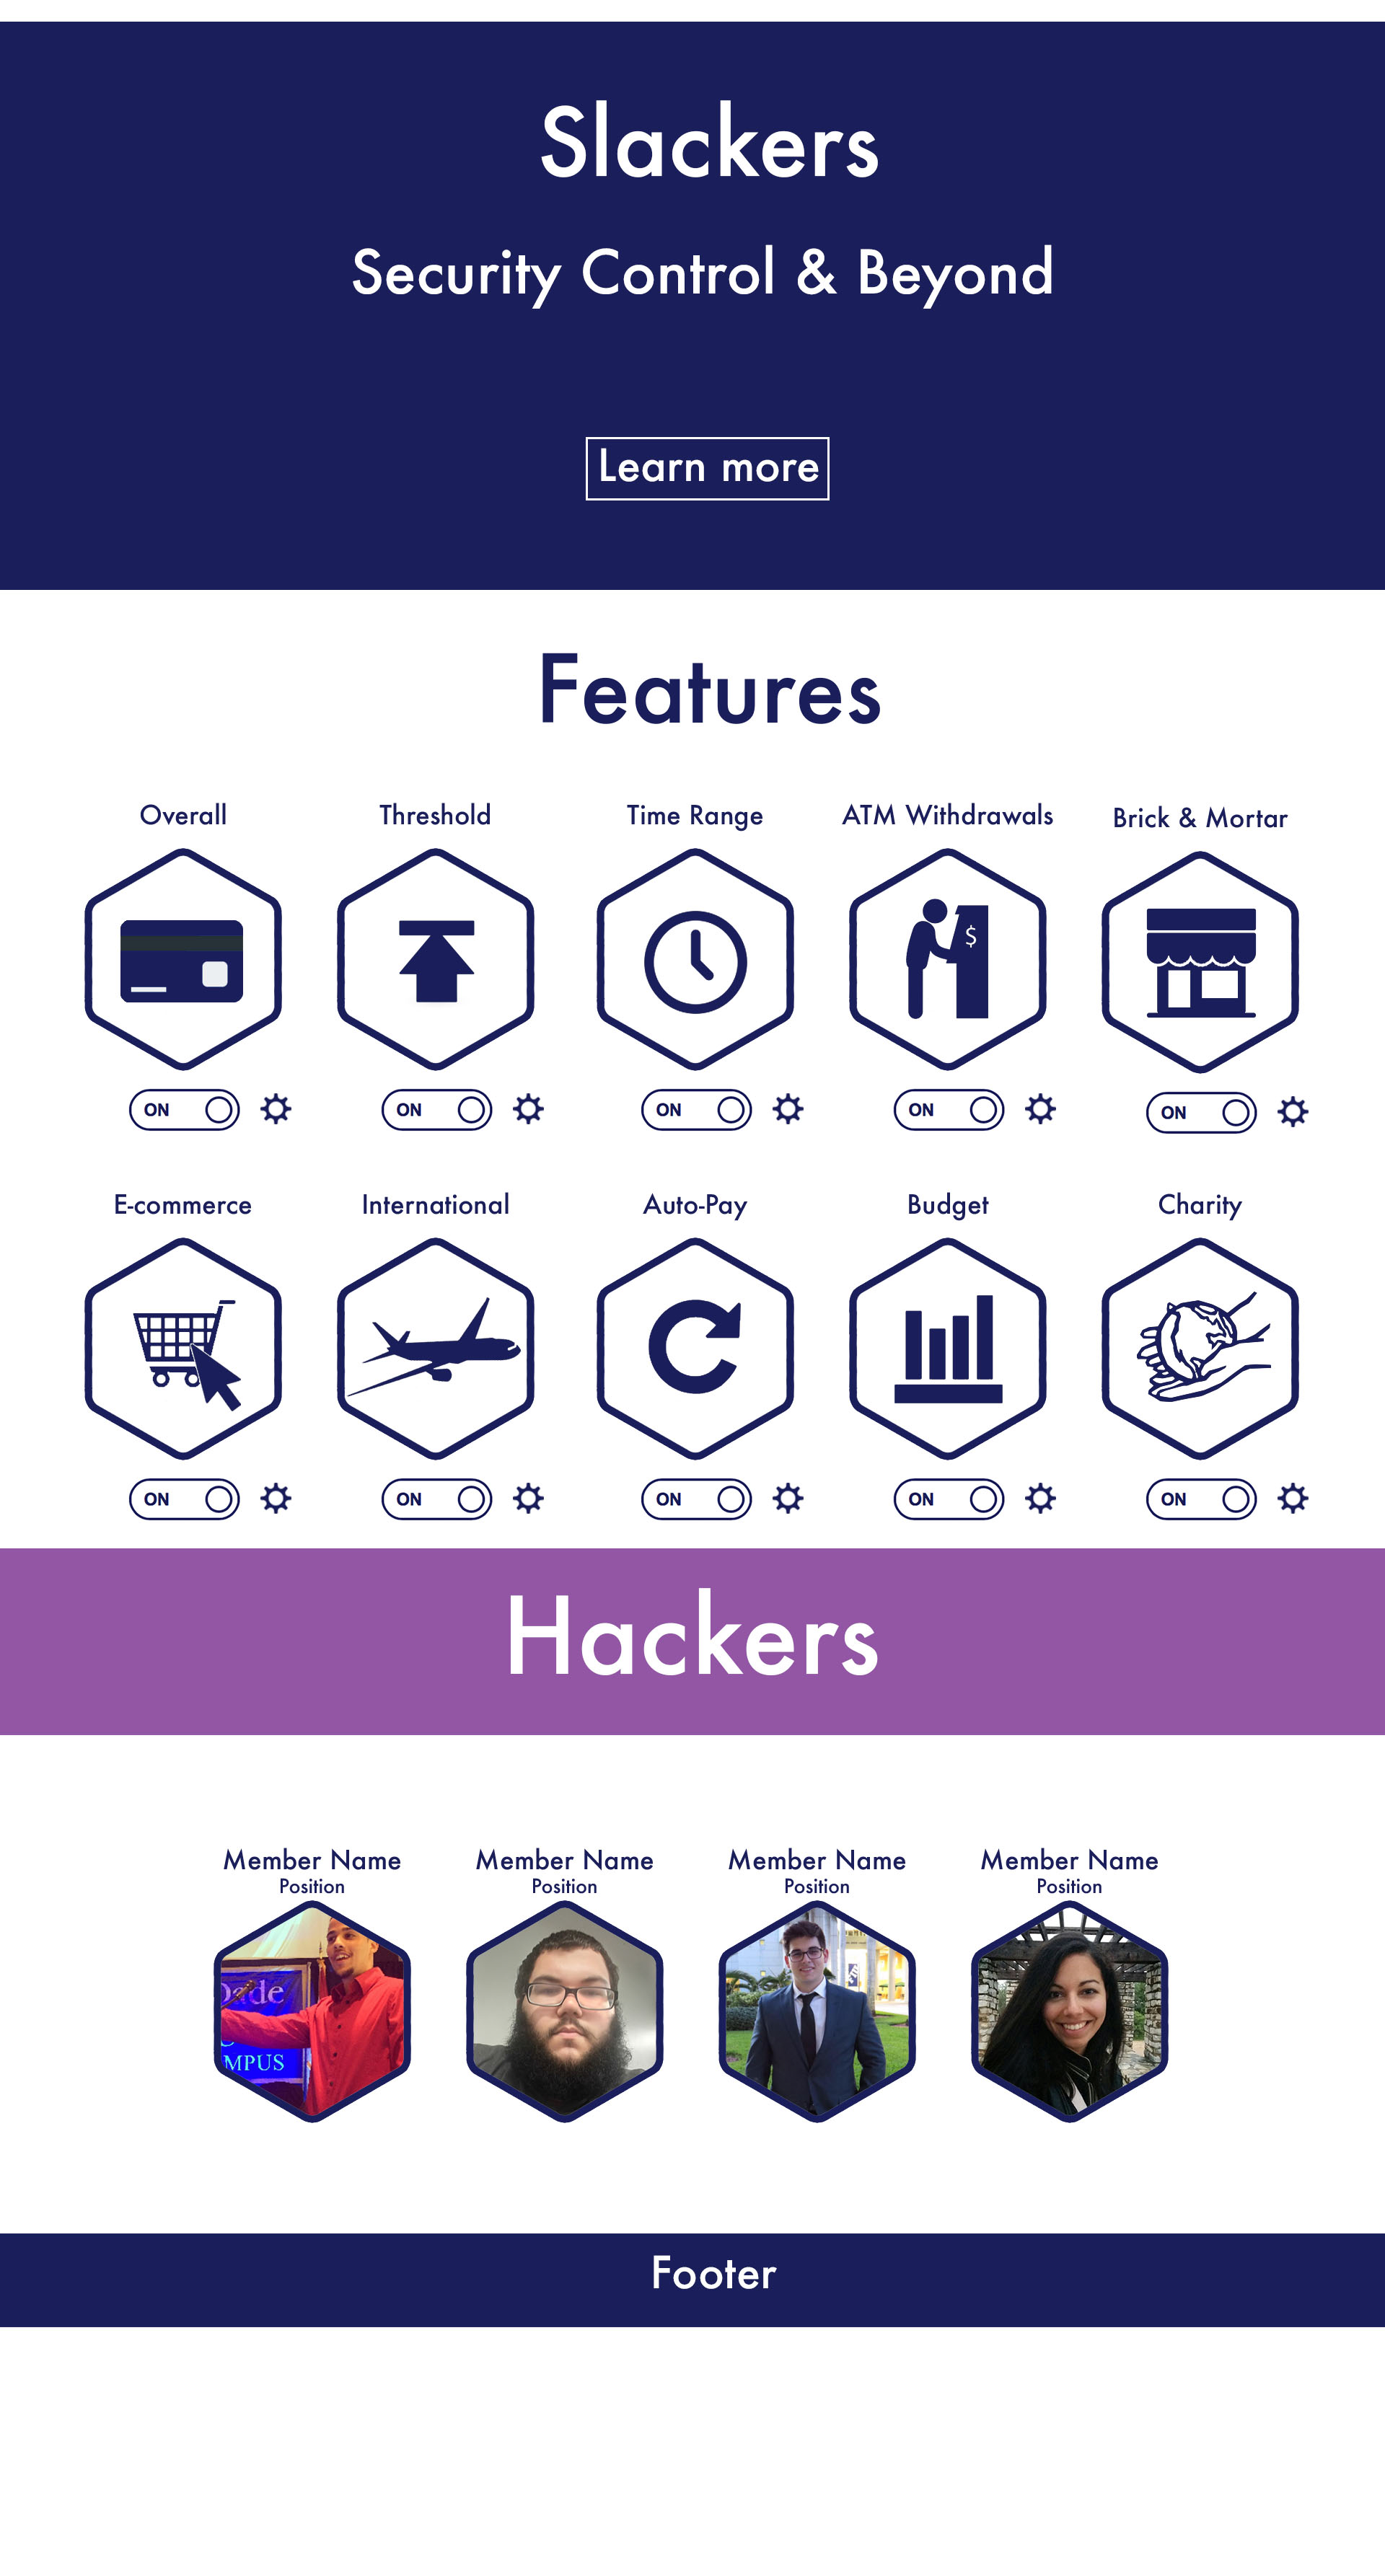 Slackers
Security Control & Beyond
Learn more
Features
Overall
Threshold
Time Range
ATM Withdrawals
Brick & Mortar
$
ON
ON
ON
ON
ON
E-commerce
International
Auto-Pay
Budget
Charity
ON
ON
ON
ON
ON
Hackers
Member Name
Position
Member Name
Position
Member Name
Position
Member Name
Position
MPUS
Footer